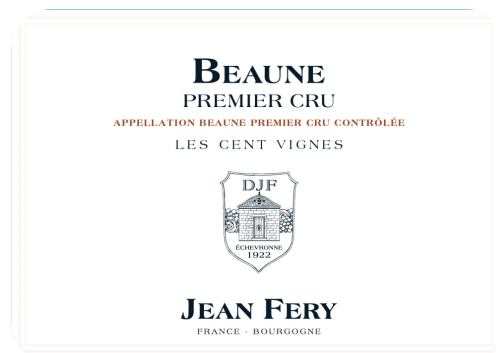 BEAUNE
PREMIER CRU
APPELLATION BEAUNE PREMIER CRU CONTRÔLÉE
LES CENT VIGNES
DJF
ÉCHEVRONNE
1922
JEAN FERY
FRANCE · BOURGOGNE